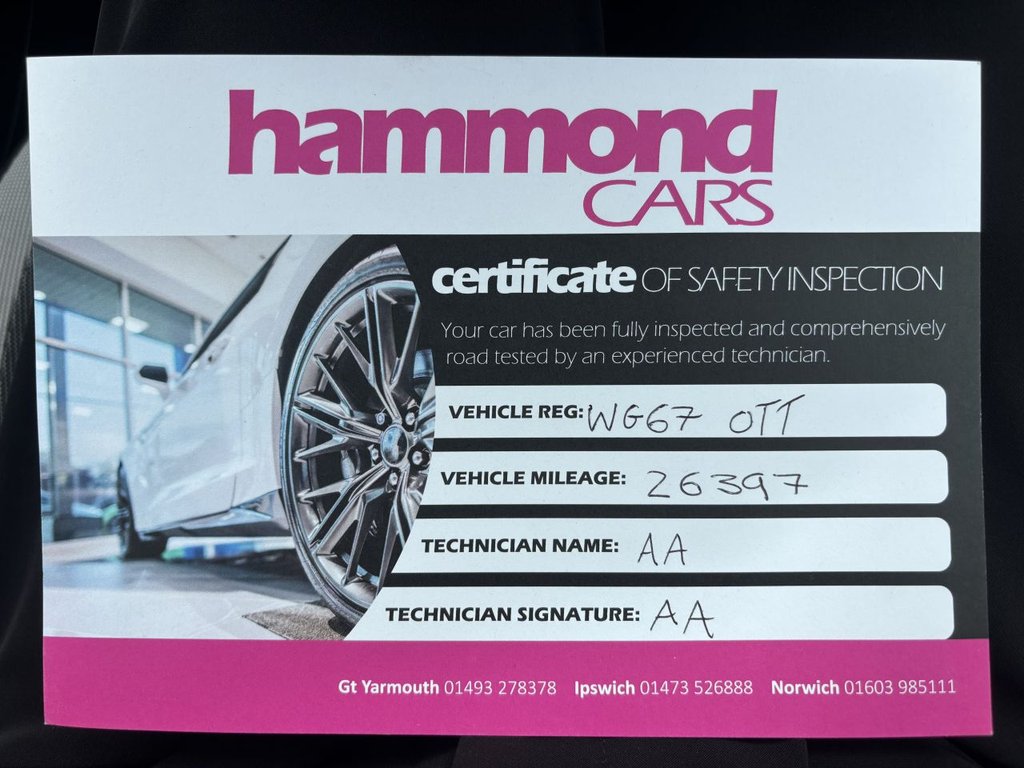 hammond
CARS
certificate OF SAFETY INSPECTION
Your car has been fully inspected and comprehensively
road tested by an experienced technician.
VEHICLE REG: WG67 OTT
VEHICLE MILEAGE: 26397
TECHNICIAN NAME: AA
TECHNICIAN SIGNATURE: AA
Gt Yarmouth 01493 278378 Ipswich 01473 526888 Norwich 01603 985111